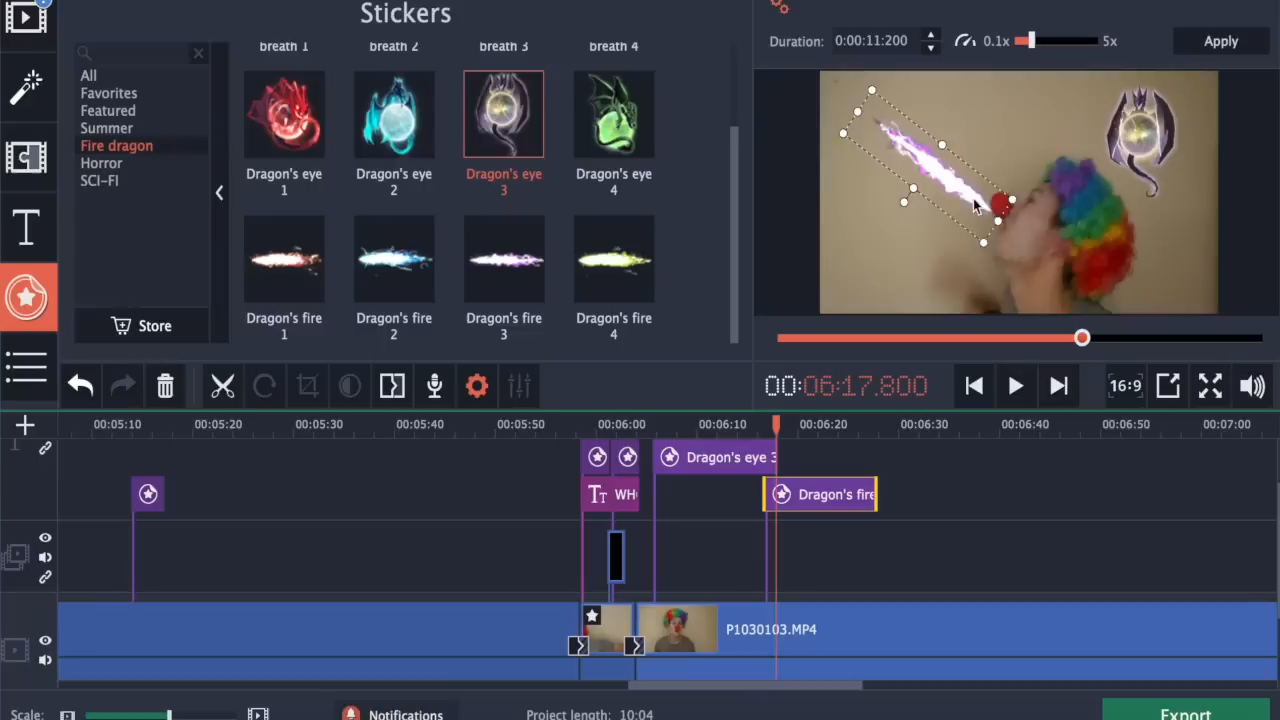 Stickers
Duration: 0:00:11:200 0.1x 5x Apply
breath 1 breath 2 breath 3 breath 4
All
Favorites
Featured
Summer
Fire dragon
Horror
SCI-FI
Store
Dragon's eye 1
Dragon's eye 2
Dragon's eye 3
Dragon's eye 4
Dragon's fire 1
Dragon's fire 2
Dragon's fire 3
Dragon's fire 4
00:06:17.800 16:9
00:05:10 00:05:20 00:05:30 00:05:40 00:05:50 00:06:00 00:06:10 00:06:20 00:06:30 00:06:40 00:06:50 00:07:00
Dragon's eye 3
WH
Dragon's fire
P1030103.MP4
Scale: Notifications Project length: 10:04 Export